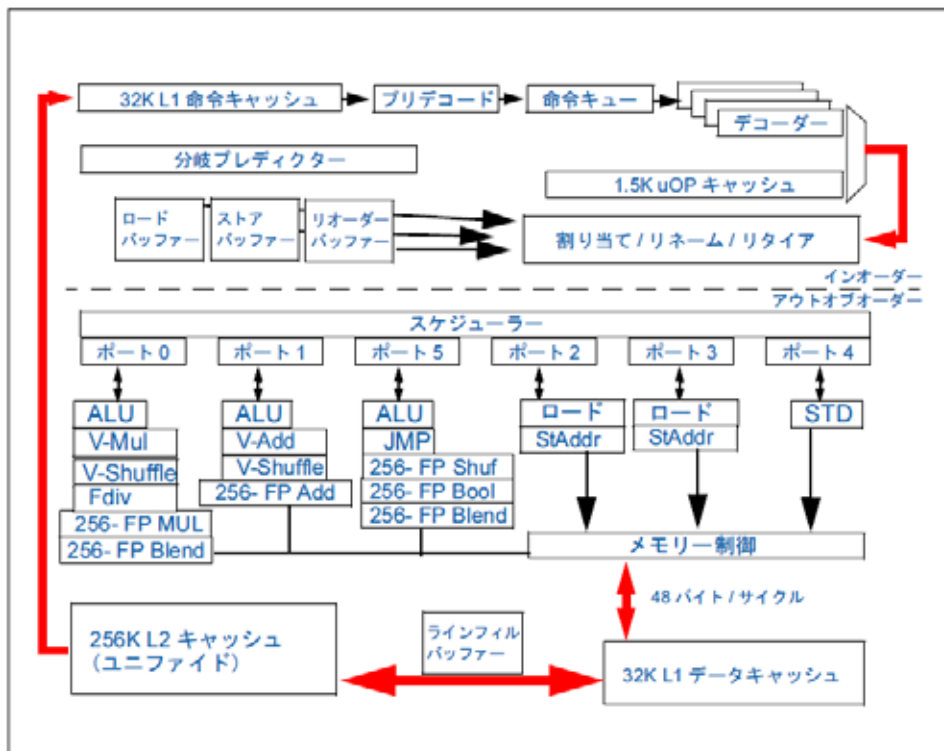 32K L1 命令キャッシュ
プリデコード
命令キュー
デコーダー
分岐プレディクター
1.5K uOP キャッシュ
ロード
バッファー
ストア
バッファー
リオーダー
バッファー
割り当て / リネーム / リタイア
インオーダー
アウトオブオーダー
スケジューラー
ポート 0
ポート 1
ポート 5
ポート 2
ポート 3
ポート 4
ALU
V-Mul
V-Shuffle
Fdiv
256- FP MUL
256- FP Blend
ALU
V-Add
V-Shuffle
256- FP Add
ALU
JMP
256- FP Shuf
256- FP Bool
256- FP Blend
ロード
StAddr
ロード
StAddr
STD
メモリー制御
48 バイト / サイクル
256K L2 キャッシュ
（ユニファイド）
ラインフィル
バッファー
32K L1 データキャッシュ